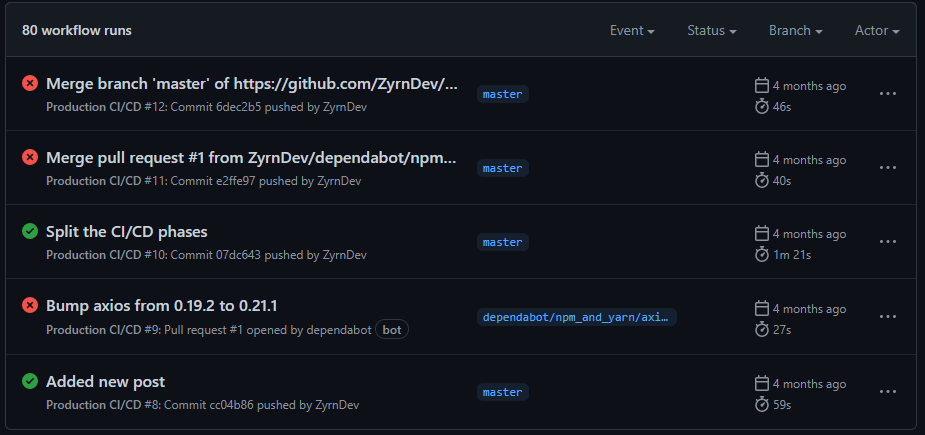 80 workflow runs Event Status Branch Actor
Merge branch 'master' of https://github.com/ZyrnDev/...
master
4 months ago
Production CI/CD #12: Commit 6dec2b5 pushed by ZyrnDev
46s
Merge pull request #1 from ZyrnDev/dependabot/npm...
master
4 months ago
Production CI/CD #11: Commit e2ffe97 pushed by ZyrnDev
40s
Split the CI/CD phases
master
4 months ago
Production CI/CD #10: Commit 07dc643 pushed by ZyrnDev
1m 21s
Bump axios from 0.19.2 to 0.21.1
dependabot/npm_and_yarn/axi...
4 months ago
Production CI/CD #9: Pull request #1 opened by dependabot bot
27s
Added new post
master
4 months ago
Production CI/CD #8: Commit cc04b86 pushed by ZyrnDev
59s